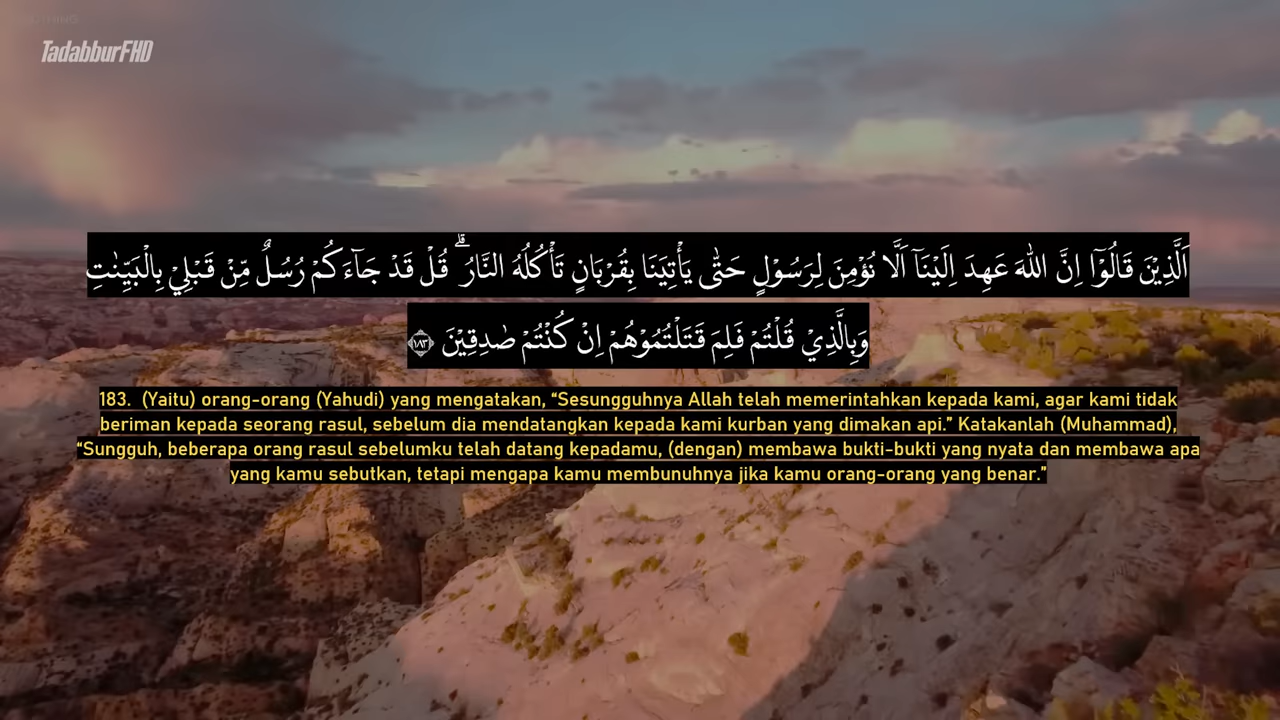 TadabburFHD
اَلَّذِيْنَ قَالُوْٓا اِنَّ اللّٰهَ عَهِدَ اِلَيْنَآ اَلَّا نُؤْمِنَ لِرَسُوْلٍ حَتّٰى يَأْتِيَنَا بِقُرْبَانٍ تَأْكُلُهُ النَّارُ ۗ قُلْ قَدْ جَاۤءَكُمْ رُسُلٌ مِّنْ قَبْلِيْ بِالْبَيِّنٰتِ
وَبِالَّذِيْ قُلْتُمْ فَلِمَ قَتَلْتُمُوْهُمْ اِنْ كُنْتُمْ صٰدِقِيْنَ ١٨٣
183. (Yaitu) orang-orang (Yahudi) yang mengatakan, “Sesungguhnya Allah telah memerintahkan kepada kami, agar kami tidak
beriman kepada seorang rasul, sebelum dia mendatangkan kepada kami kurban yang dimakan api.” Katakanlah (Muhammad),
“Sungguh, beberapa orang rasul sebelumku telah datang kepadamu, (dengan) membawa bukti-bukti yang nyata dan membawa apa
yang kamu sebutkan, tetapi mengapa kamu membunuhnya jika kamu orang-orang yang benar.”